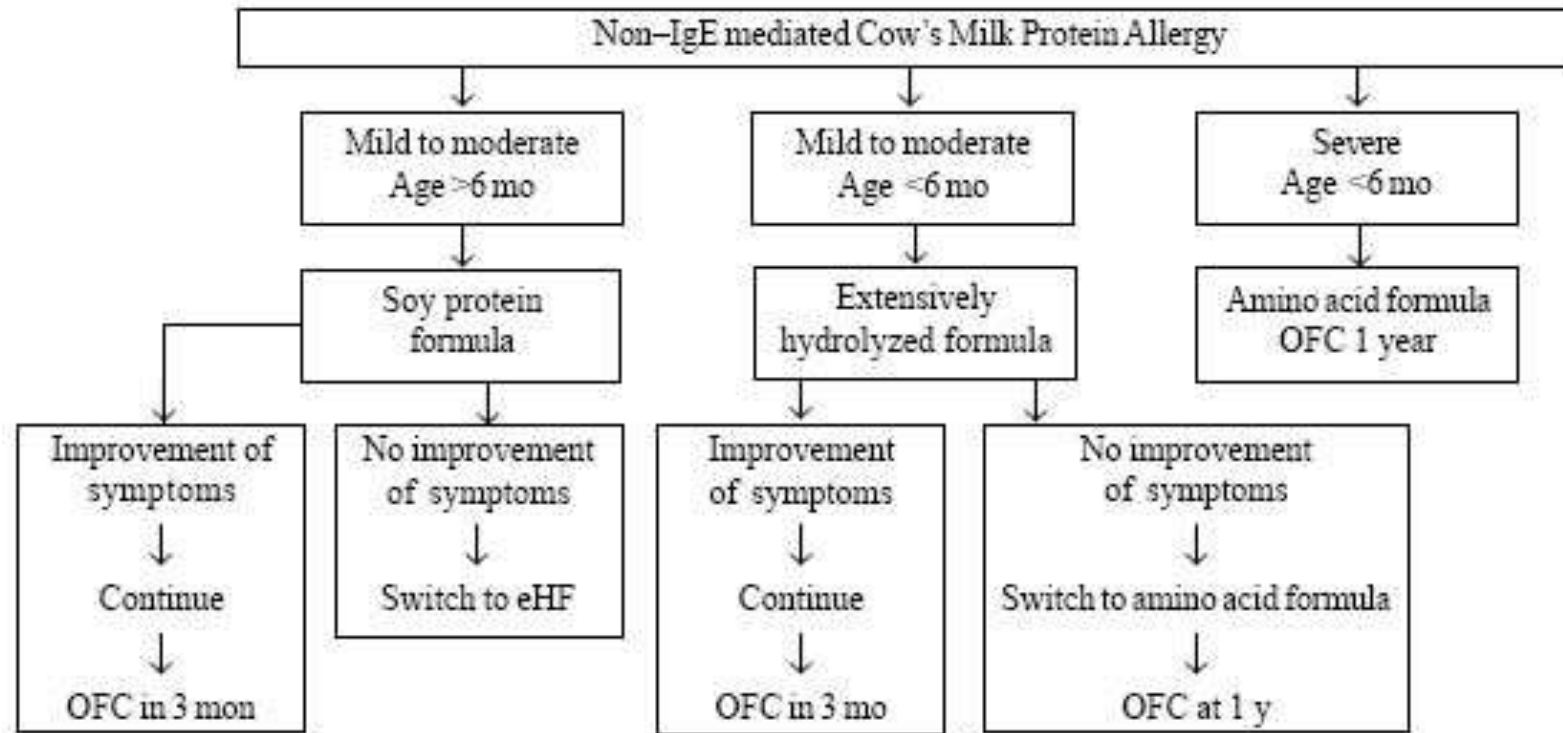 Non–IgE mediated Cow's Milk Protein Allergy
Mild to moderate
Age >6 mo
Mild to moderate
Age <6 mo
Severe
Age <6 mo
Soy protein
formula
Extensively
hydrolyzed formula
Amino acid formula
OFC 1 year
Improvement of
symptoms
Continue
OFC in 3 mon
No improvement
of symptoms
Switch to eHF
Improvement
of symptoms
Continue
OFC in 3 mo
No improvement
of symptoms
Switch to amino acid formula
OFC at 1 y